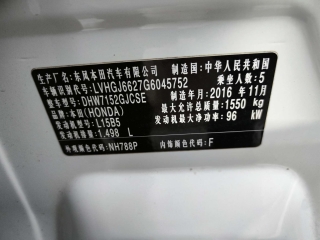 生产厂名:东风本田汽车有限公司 制造国:中华人民共和国
车辆识别代号:LVHGJ6627G6045752 乘坐人数:5
整车型号:DHW7152GJCSE 制造年月:2016 年 11月
品牌:本田(HONDA) 最大允许总质量:1550 kg
发动机型号:L15B5 发动机最大净功率:96 kW
发动机排量:1.498 L
外观颜色代码:NH788P 内饰颜色代码:F